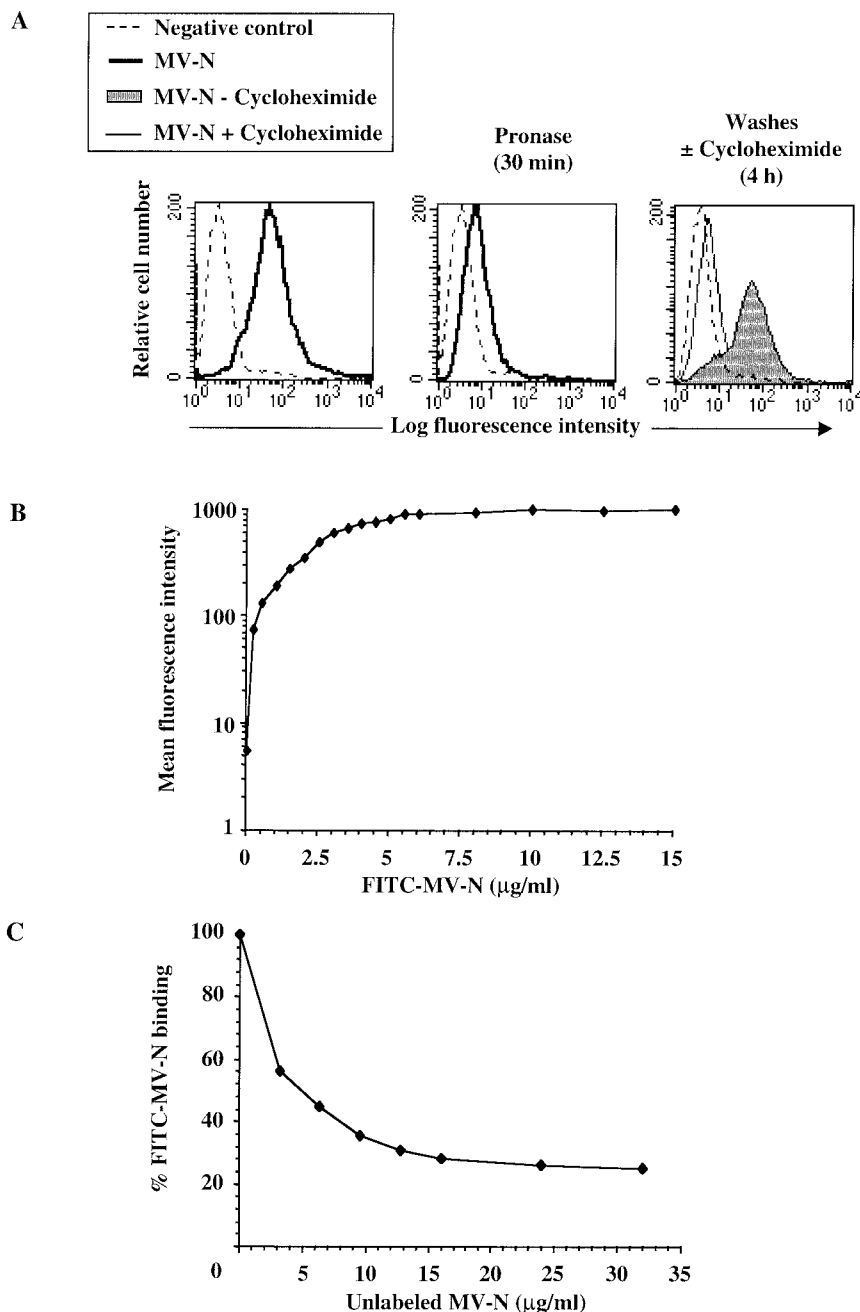 A
Negative control
MV-N
MV-N - Cycloheximide
MV-N + Cycloheximide
Pronase
(30 min)
Washes
± Cycloheximide
(4 h)
Relative cell number
200
0
10^0 10^1 10^2 10^3 10^4
200
0
10^0 10^1 10^2 10^3 10^4
200
0
10^0 10^1 10^2 10^3 10^4
Log fluorescence intensity
B
Mean fluorescence intensity
1000
100
10
1
0 2.5 5 7.5 10 12.5 15
FITC-MV-N (µg/ml)
C
% FITC-MV-N binding
100
80
60
40
20
0 5 10 15 20 25 30 35
Unlabeled MV-N (µg/ml)